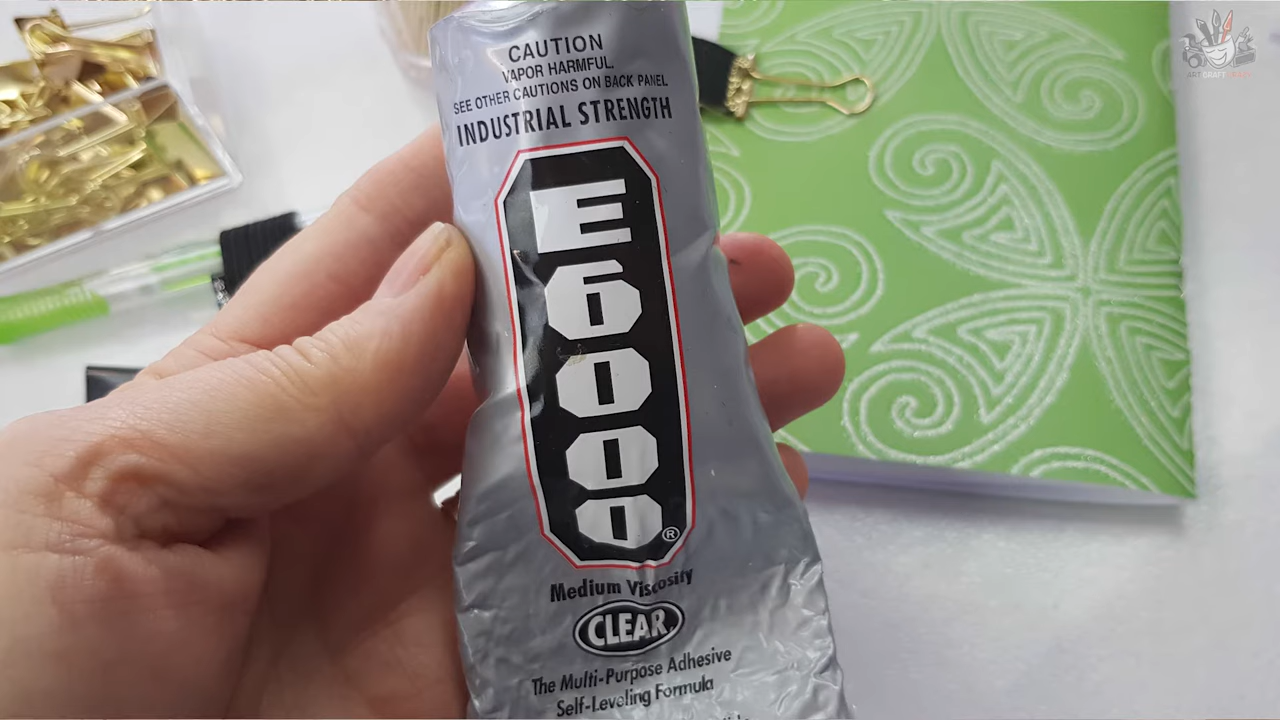 CAUTION
VAPOR HARMFUL.
SEE OTHER CAUTIONS ON BACK PANEL
INDUSTRIAL STRENGTH
E6000®
Medium Viscosity
CLEAR
The Multi-Purpose Adhesive
Self-Leveling Formula